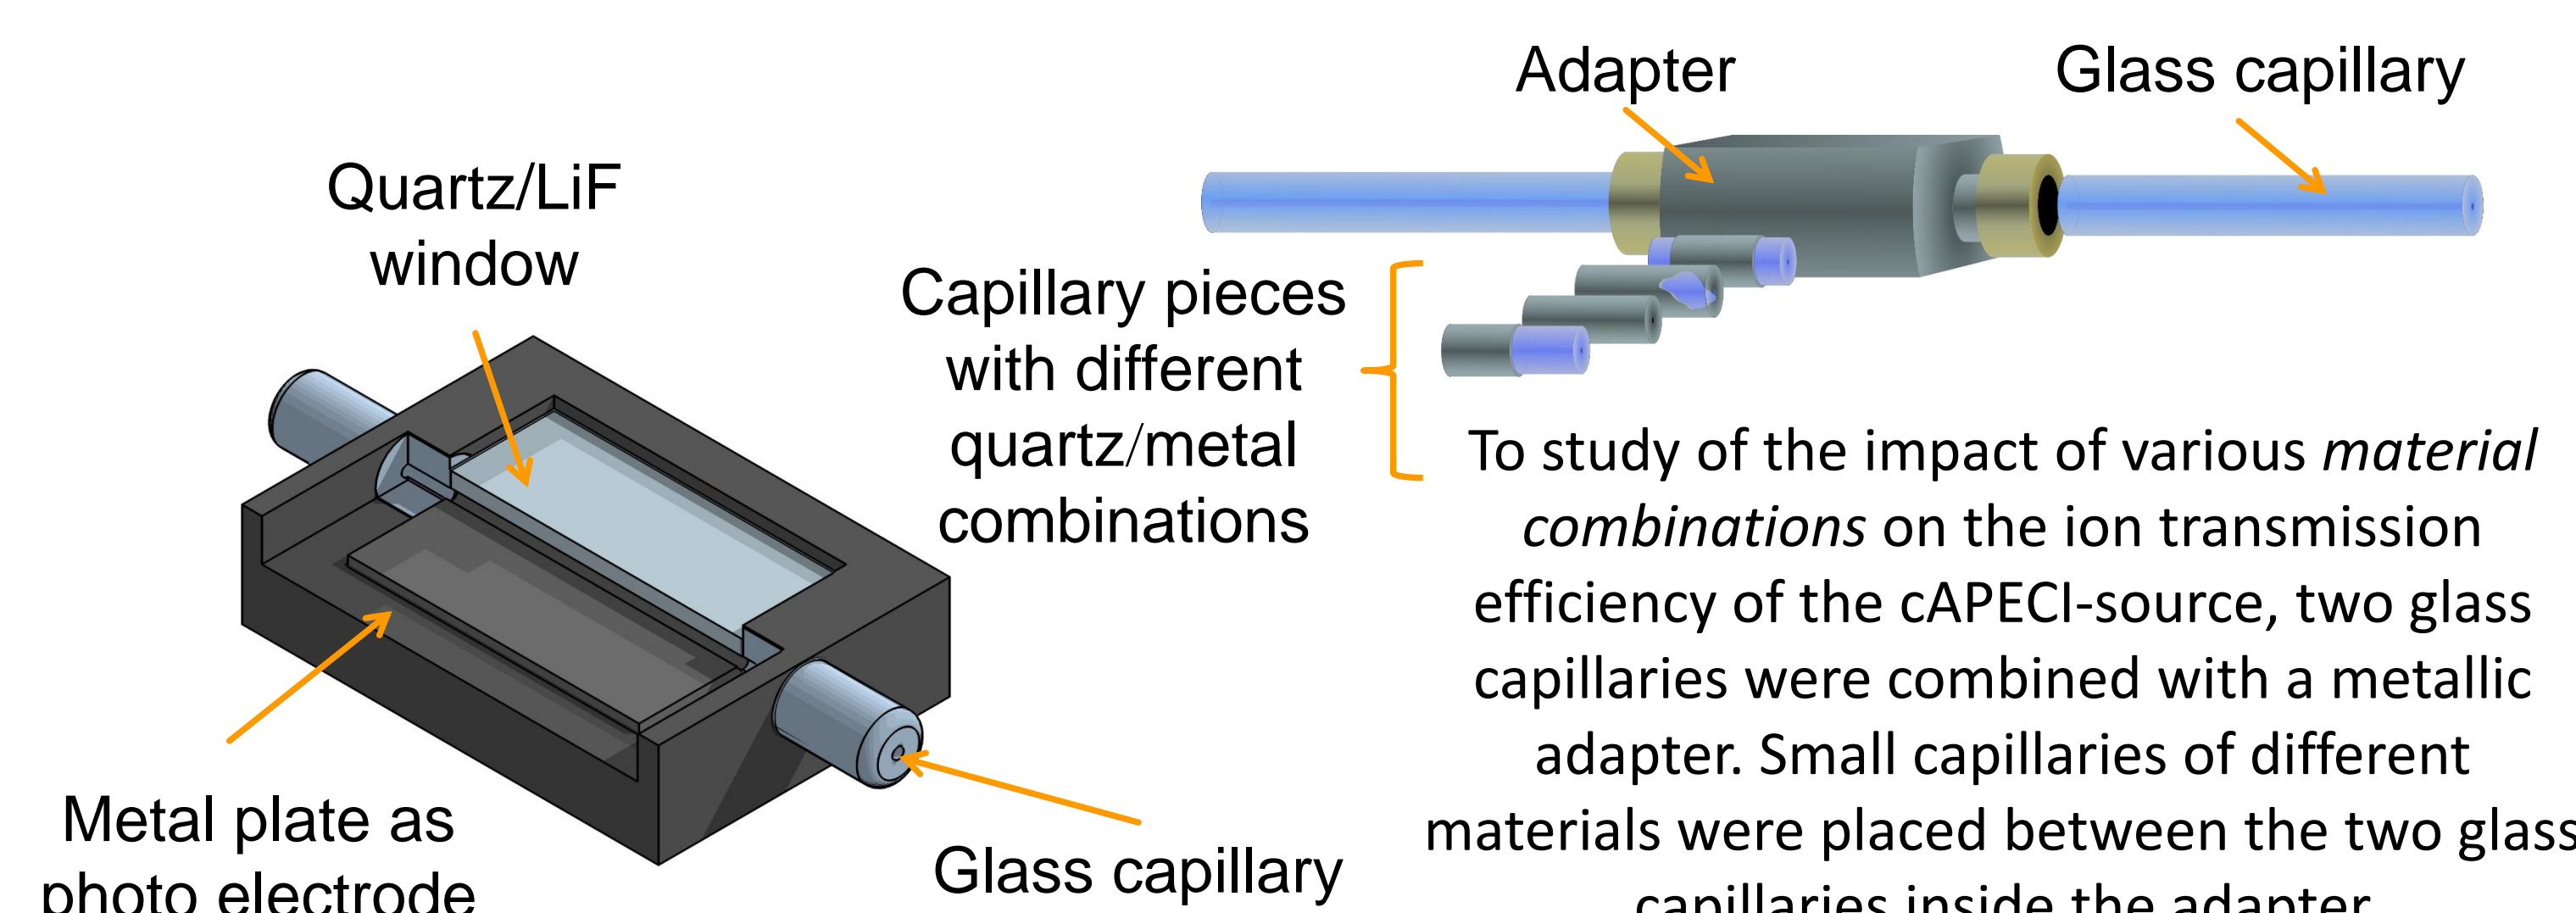 Adapter
Glass capillary
Quartz/LiF
window
Capillary pieces
with different
quartz/metal
combinations
To study of the impact of various material
combinations on the ion transmission
efficiency of the cAPECI-source, two glass
capillaries were combined with a metallic
adapter. Small capillaries of different
materials were placed between the two glass
capillaries inside the adapter
Metal plate as
photo electrode
Glass capillary